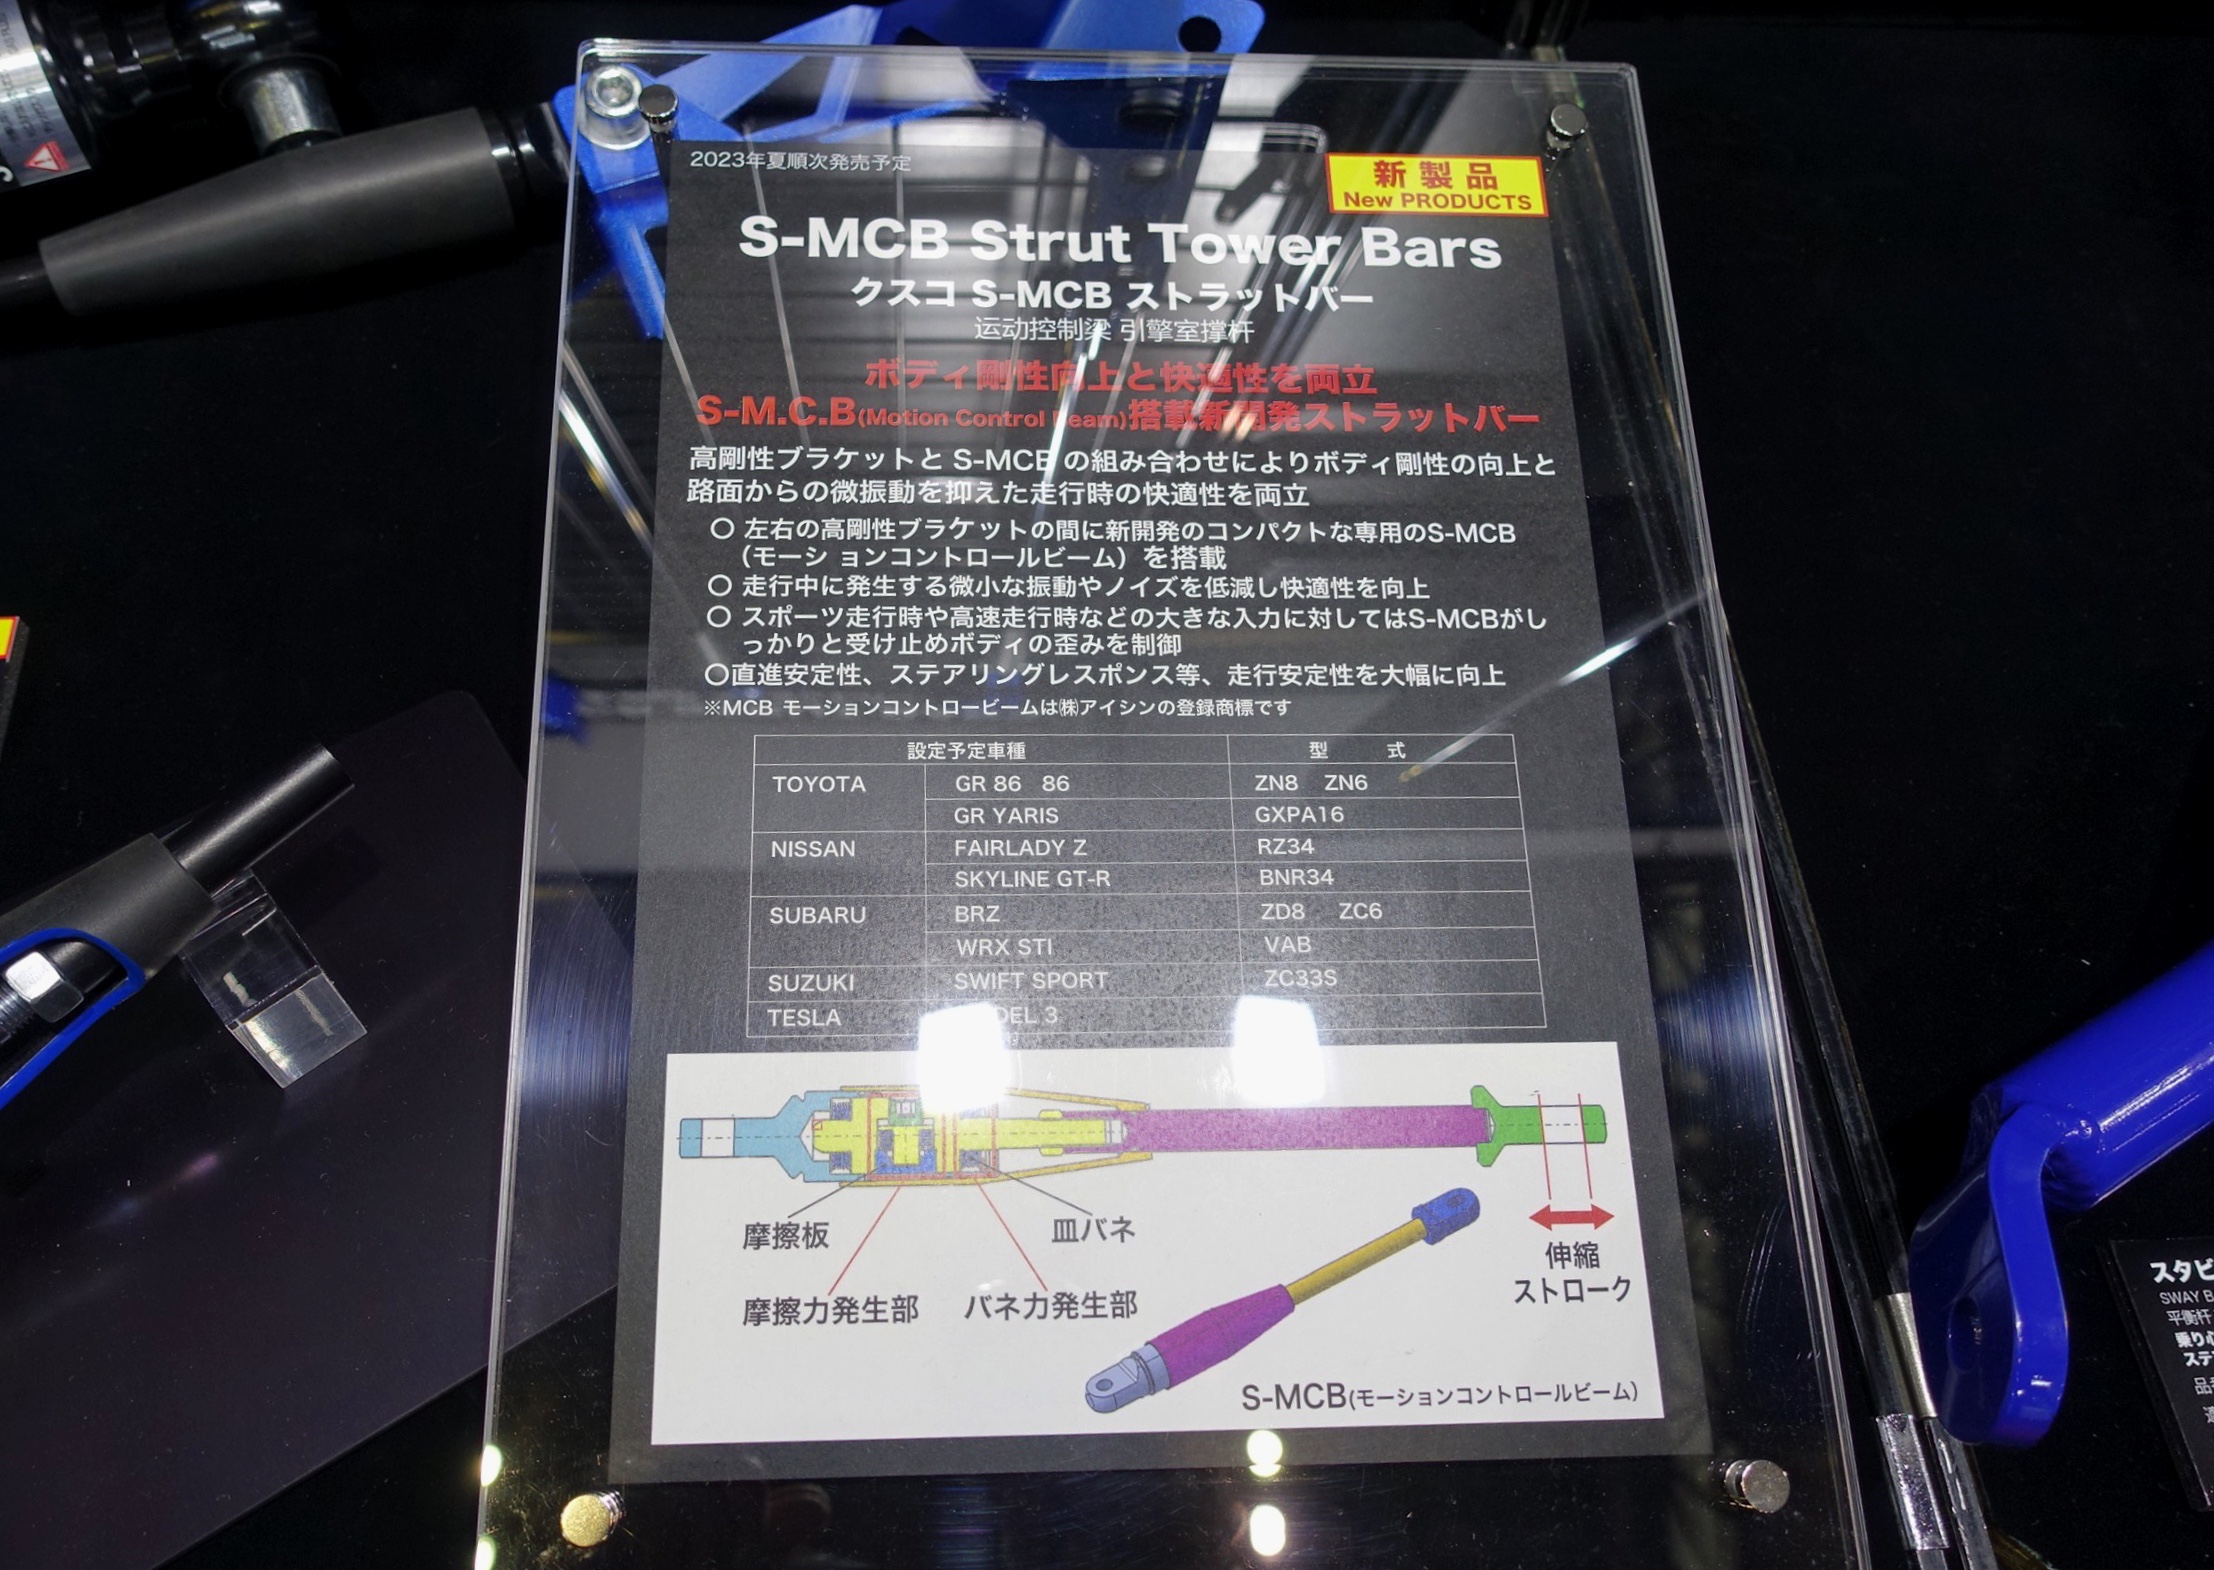 2023年夏順次発売予定
新製品
New PRODUCTS
S-MCB Strut Tower Bars
クスコ S-MCB ストラットバー
运动控制梁 引擎室撑杆
ボディ剛性向上と快適性を両立
S-M.C.B(Motion Control Beam)搭載新開発ストラットバー
高剛性ブラケットと S-MCB の組み合わせによりボディ剛性の向上と
路面からの微振動を抑えた走行時の快適性を両立
○ 左右の高剛性ブラケットの間に新開発のコンパクトな専用のS-MCB
（モーションコントロールビーム）を搭載
○ 走行中に発生する微小な振動やノイズを低減し快適性を向上
○ スポーツ走行時や高速走行時などの大きな入力に対してはS-MCBがし
っかりと受け止めボディの歪みを制御
○直進安定性、ステアリングレスポンス等、走行安定性を大幅に向上
※MCB モーションコントロービームは㈱アイシンの登録商標です
設定予定車種 型 式
TOYOTA GR 86 86 ZN8 ZN6
GR YARIS GXPA16
NISSAN FAIRLADY Z RZ34
SKYLINE GT-R BNR34
SUBARU BRZ ZD8 ZC6
WRX STI VAB
SUZUKI SWIFT SPORT ZC33S
TESLA MODEL 3
摩擦板
皿バネ
摩擦力発生部
バネ力発生部
伸縮
ストローク
S-MCB(モーションコントロールビーム)
スタビ
SWAY B
平衡杆
乗り心
ステ
品